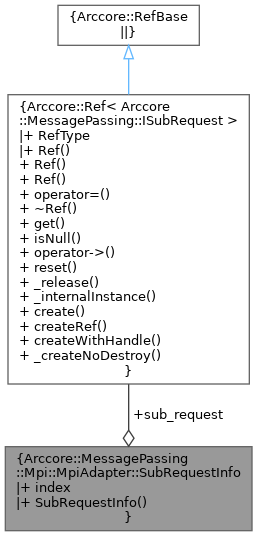 {Arccore::RefBase
||}
{Arccore::Ref< Arccore
::MessagePassing::ISubRequest >
|+ RefType
|+ Ref()
+ Ref()
+ Ref()
+ operator=()
+ ~Ref()
+ get()
+ isNull()
+ operator->()
+ reset()
+ _release()
+ _internalInstance()
+ create()
+ createRef()
+ createWithHandle()
+ _createNoDestroy()
}
+sub_request
{Arccore::MessagePassing
::Mpi::MpiAdapter::SubRequestInfo
|+ index
|+ SubRequestInfo()
}